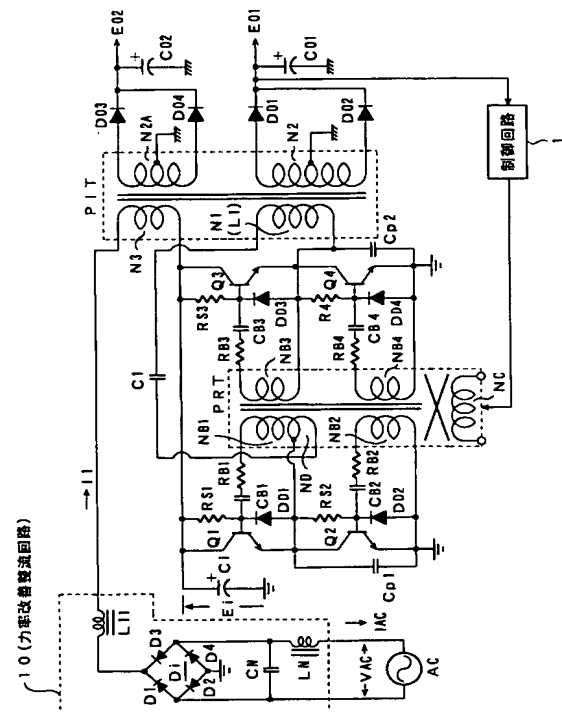 10(力率改善整流回路)
I1
L11
D1
D3
Di
D2
D4
CN
LN
VAC
IAC
AC
Ei
Ci
Q1
RS1
CB1
DD1
RB1
Q2
RS2
CB2
DD2
RB2
Cp1
C1
PRT
NB1
ND
NB2
NB3
NB4
NC
RB3
RS3
CB3
DD3
Q3
RB4
R4
CB4
DD4
Q4
Cp2
PIT
N3
N1
(L1)
N2A
N2
D03
D04
D01
D02
C02
C01
E02
E01
制御回路
1